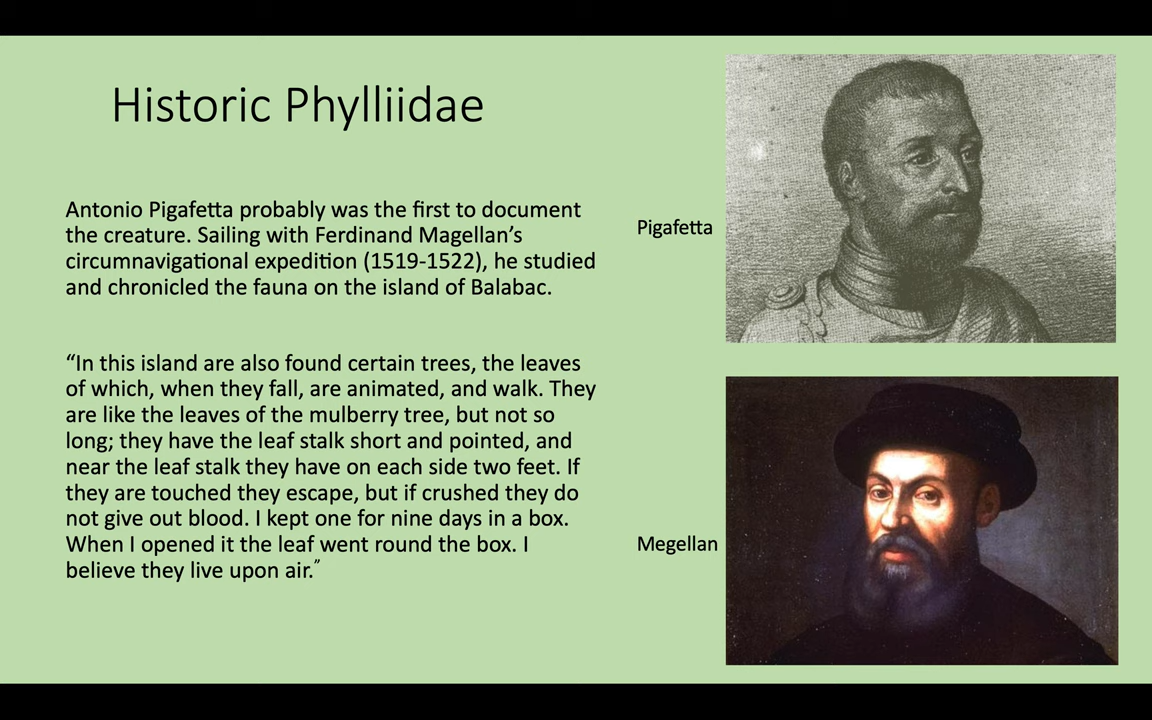 Historic Phylliidae
Antonio Pigafetta probably was the first to document
the creature. Sailing with Ferdinand Magellan’s
circumnavigational expedition (1519-1522), he studied
and chronicled the fauna on the island of Balabac.
“In this island are also found certain trees, the leaves
of which, when they fall, are animated, and walk. They
are like the leaves of the mulberry tree, but not so
long; they have the leaf stalk short and pointed, and
near the leaf stalk they have on each side two feet. If
they are touched they escape, but if crushed they do
not give out blood. I kept one for nine days in a box.
When I opened it the leaf went round the box. I
believe they live upon air.”
Pigafetta
Megellan